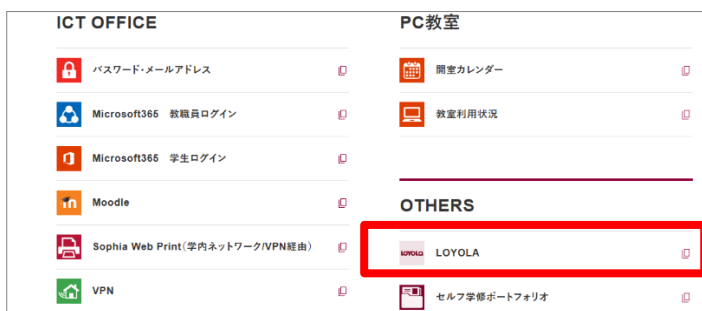 ICT OFFICE
パスワード・メールアドレス
Microsoft365 教職員ログイン
Microsoft365 学生ログイン
Moodle
Sophia Web Print(学内ネットワーク/VPN経由)
VPN
PC教室
開室カレンダー
教室利用状況
OTHERS
LOYOLA LOYOLA
セルフ学修ポートフォリオ